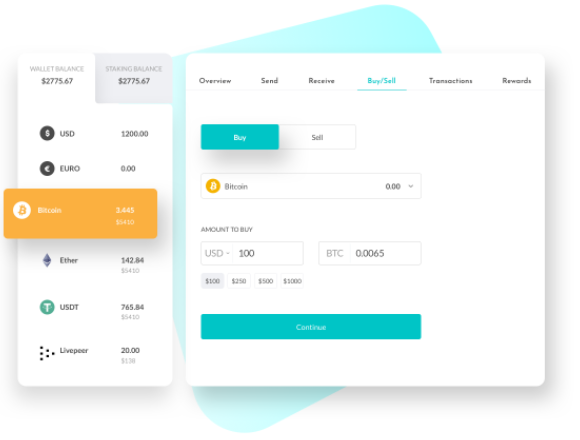 WALLET BALANCE
$2775.67
STAKING BALANCE
$2775.67
$ USD 1200.00
€ EURO 0.00
Bitcoin 3.445
$5410
Ether 142.84
$5410
USDT 765.84
$5410
Livepeer 20.00
$138
Overview Send Receive Buy/Sell Transactions Rewards
Buy Sell
Bitcoin 0.00
AMOUNT TO BUY
USD - 100 BTC 0.0065
$100 $250 $500 $1000
Continue